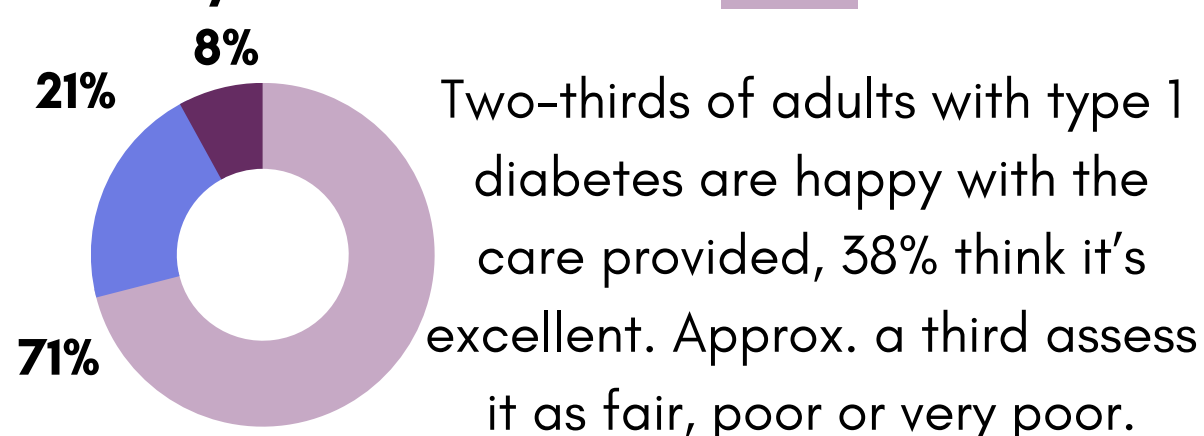 8%
21%
71%
Two-thirds of adults with type 1
diabetes are happy with the
care provided, 38% think it's
excellent. Approx. a third assess
it as fair, poor or very poor.